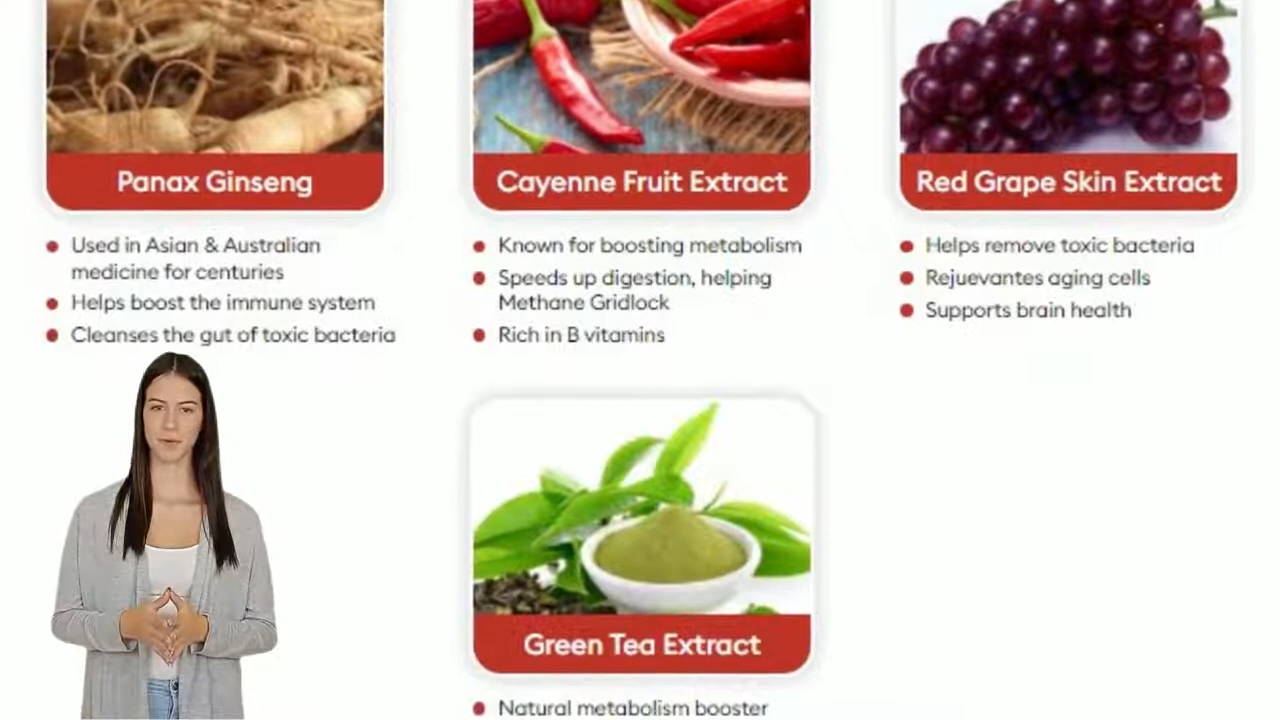 Panax Ginseng
Used in Asian & Australian
medicine for centuries
Helps boost the immune system
Cleanses the gut of toxic bacteria
Cayenne Fruit Extract
Known for boosting metabolism
Speeds up digestion, helping
Methane Gridlock
Rich in B vitamins
Red Grape Skin Extract
Helps remove toxic bacteria
Rejuevantes aging cells
Supports brain health
Green Tea Extract
Natural metabolism booster